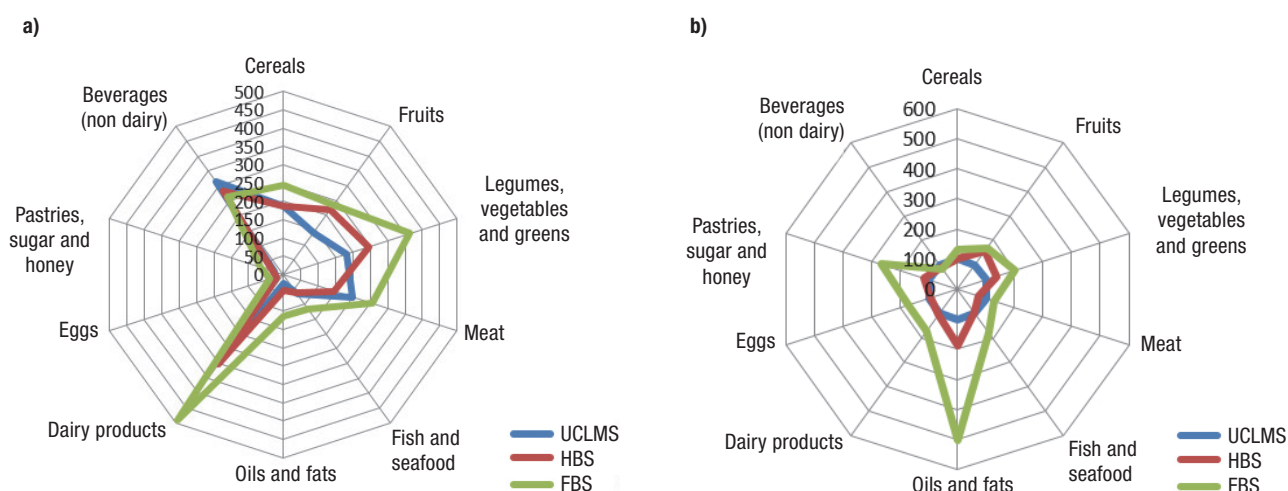 a)
Cereals
Fruits
Legumes,
vegetables
and greens
Meat
Fish and
seafood
Oils and fats
Dairy products
Eggs
Pastries,
sugar and
honey
Beverages
(non dairy)
500
450
400
350
300
250
200
150
100
50
0
UCLMS
HBS
FBS
b)
Cereals
Fruits
Legumes,
vegetables
and greens
Meat
Fish and
seafood
Oils and fats
Dairy products
Eggs
Pastries,
sugar and
honey
Beverages
(non dairy)
600
500
400
300
200
100
0
UCLMS
HBS
FBS